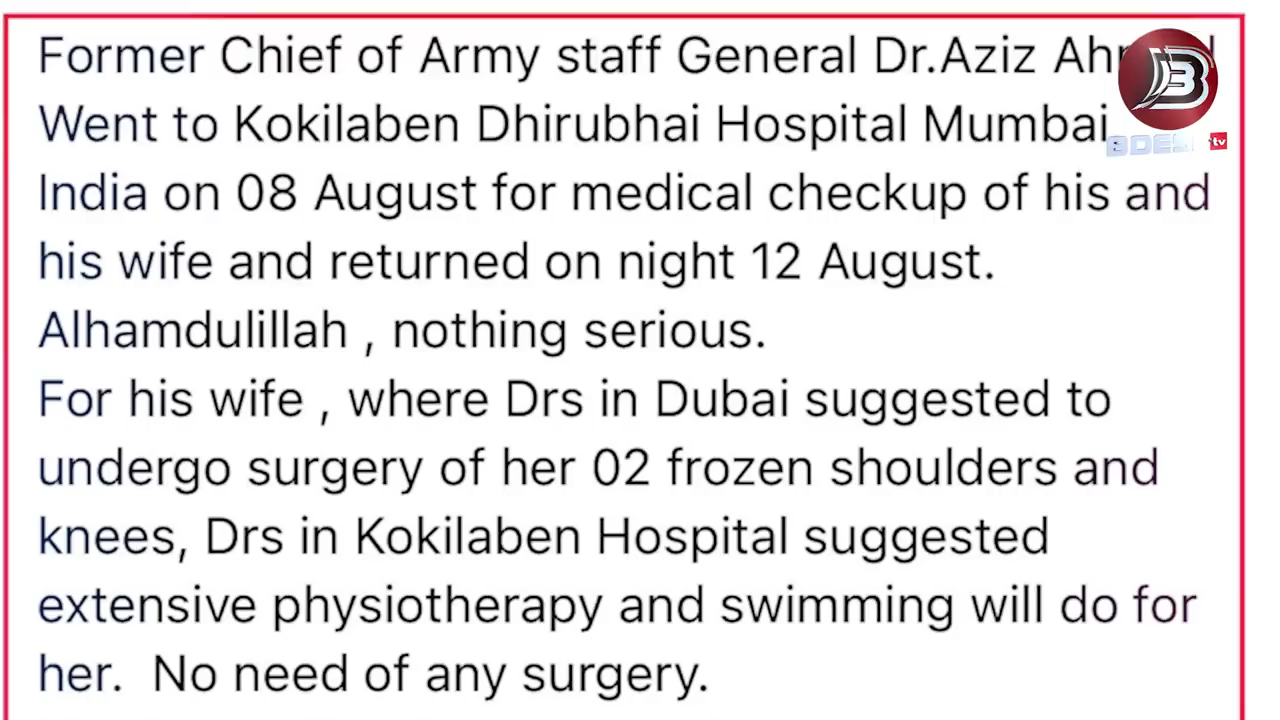 Former Chief of Army staff General Dr.Aziz
Went to Kokilaben Dhirubhai Hospital Mumbai
India on 08 August for medical checkup of his and
his wife and returned on night 12 August.
Alhamdulillah , nothing serious.
For his wife , where Drs in Dubai suggested to
undergo surgery of her 02 frozen shoulders and
knees, Drs in Kokilaben Hospital suggested
extensive physiotherapy and swimming will do for
her.  No need of any surgery.
tv